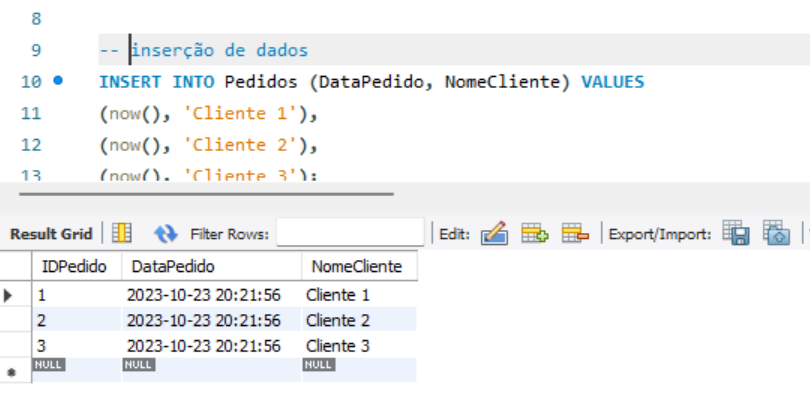 8
9 -- inserção de dados
10 INSERT INTO Pedidos (DataPedido, NomeCliente) VALUES
11 (now(), 'Cliente 1'),
12 (now(), 'Cliente 2'),
13 (now(), 'Cliente 3');
Result Grid Filter Rows: Edit: Export/Import:
IDPedido DataPedido NomeCliente
1 2023-10-23 20:21:56 Cliente 1
2 2023-10-23 20:21:56 Cliente 2
3 2023-10-23 20:21:56 Cliente 3
NULL NULL NULL